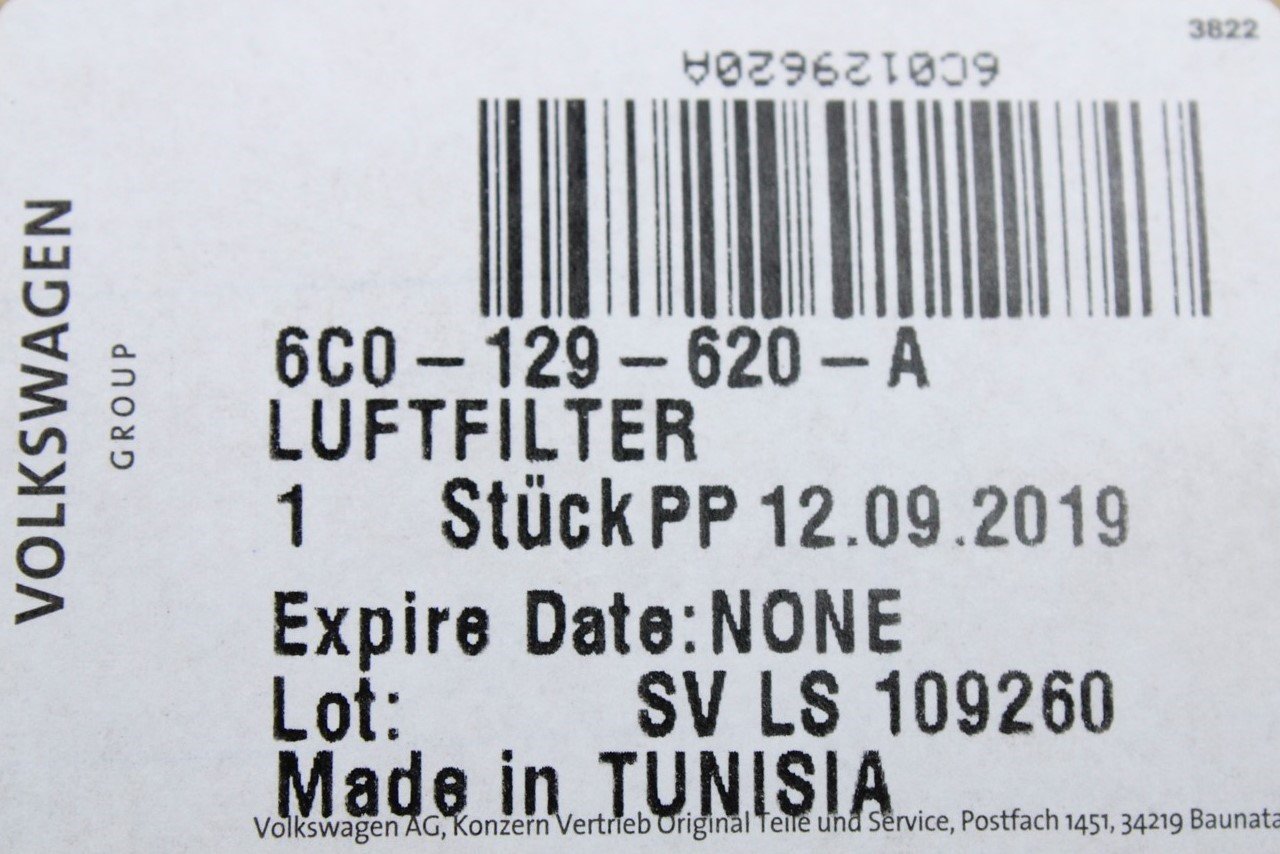 3822
6C0129620A
VOLKSWAGEN
GROUP
6C0 – 129 – 620 – A
LUFTFILTER
1 Stück PP 12.09.2019
Expire Date: NONE
Lot: SV LS 109260
Made in TUNISIA
Volkswagen AG, Konzern Vertrieb Original Teile und Service, Postfach 1451, 34219 Baunata